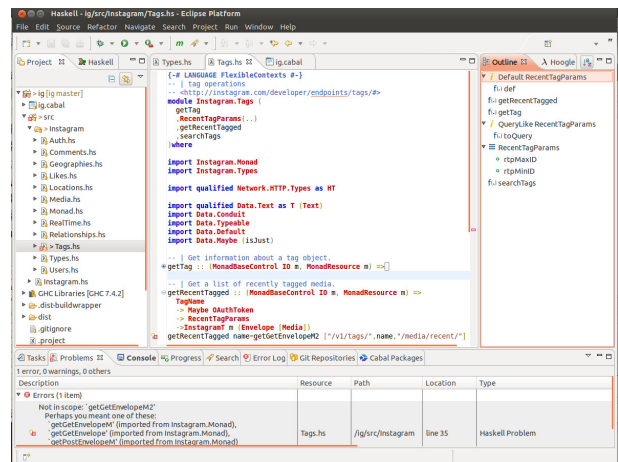 Haskell - ig/src/Instagram/Tags.hs - Eclipse Platform
File Edit Source Refactor Navigate Search Project Run Window Help
Project Haskell
Types.hs Tags.hs ig.cabal
Outline Hoogle
> ig [ig master]
ig.cabal
> src
> Instagram
Auth.hs
Comments.hs
Geographies.hs
Likes.hs
Locations.hs
Media.hs
Monad.hs
RealTime.hs
Relationships.hs
> Tags.hs
Types.hs
Users.hs
Instagram.hs
GHC Libraries [GHC 7.4.2]
.dist-buildwrapper
dist
.gitignore
.project
{-# LANGUAGE FlexibleContexts #-}
-- | tag operations
-- <http://instagram.com/developer/endpoints/tags/#>
module Instagram.Tags (
getTag
,RecentTagParams(..)
,getRecentTagged
,searchTags
)where
import Instagram.Monad
import Instagram.Types
import qualified Network.HTTP.Types as HT
import qualified Data.Text as T (Text)
import Data.Conduit
import Data.Typeable
import Data.Default
import Data.Maybe (isJust)
-- | Get information about a tag object.
getTag :: (MonadBaseControl IO m, MonadResource m) =>
-- | Get a list of recently tagged media.
getRecentTagged :: (MonadBaseControl IO m, MonadResource m) =>
TagName
-> Maybe OAuthToken
-> RecentTagParams
->InstagramT m (Envelope [Media])
getRecentTagged name=getGetEnvelopeM2 ["/v1/tags/",name,"/media/recent/"]
Default RecentTagParams
def
getRecentTagged
getTag
QueryLike RecentTagParams
toQuery
RecentTagParams
rtpMaxID
rtpMinID
searchTags
Tasks Problems Console Progress Search Error Log Git Repositories Cabal Packages
1 error, 0 warnings, 0 others
Description Resource Path Location Type
Errors (1 item)
Not in scope: `getGetEnvelopeM2'
Perhaps you meant one of these:
`getGetEnvelopeM' (imported from Instagram.Monad),
`getGetEnvelope' (imported from Instagram.Monad), Tags.hs /ig/src/Instagram line 35 Haskell Problem
`getPostEnvelopeM' (imported from Instagram.Monad)